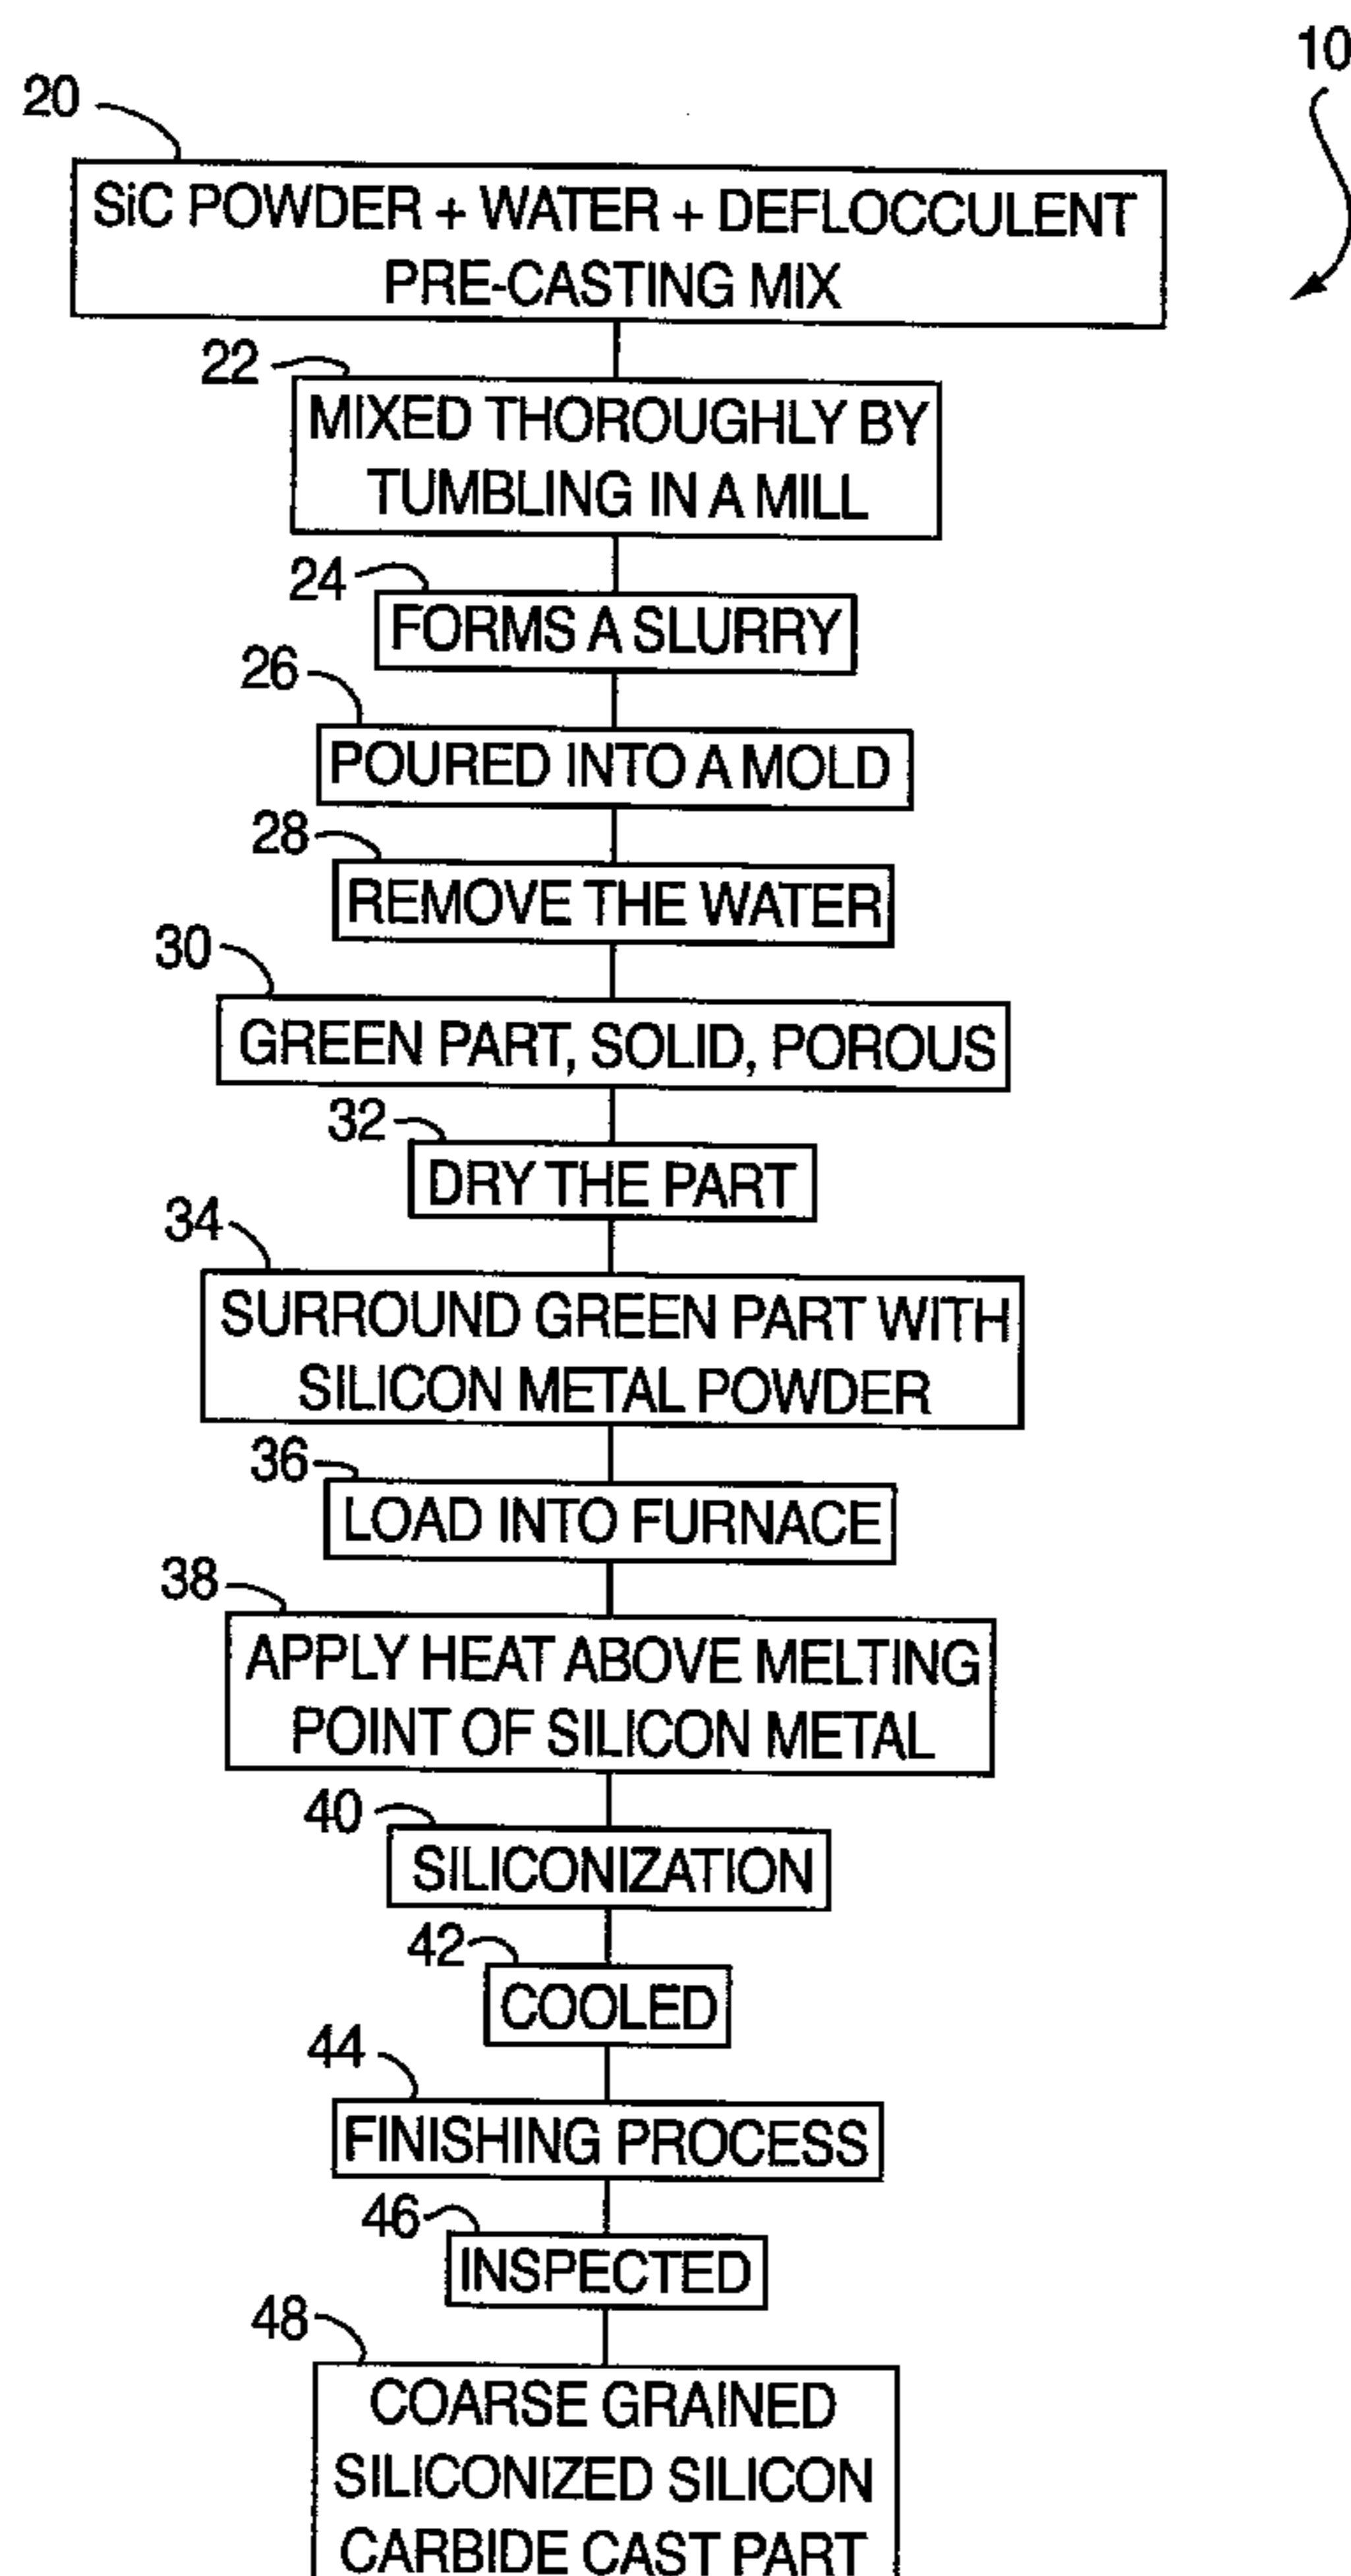 10
20
SiC POWDER + WATER + DEFLOCCULENT
PRE-CASTING MIX
22
MIXED THOROUGHLY BY
TUMBLING IN A MILL
24
FORMS A SLURRY
26
POURED INTO A MOLD
28
REMOVE THE WATER
30
GREEN PART, SOLID, POROUS
32
DRY THE PART
34
SURROUND GREEN PART WITH
SILICON METAL POWDER
36
LOAD INTO FURNACE
38
APPLY HEAT ABOVE MELTING
POINT OF SILICON METAL
40
SILICONIZATION
42
COOLED
44
FINISHING PROCESS
46
INSPECTED
48
COARSE GRAINED
SILICONIZED SILICON
CARBIDE CAST PART